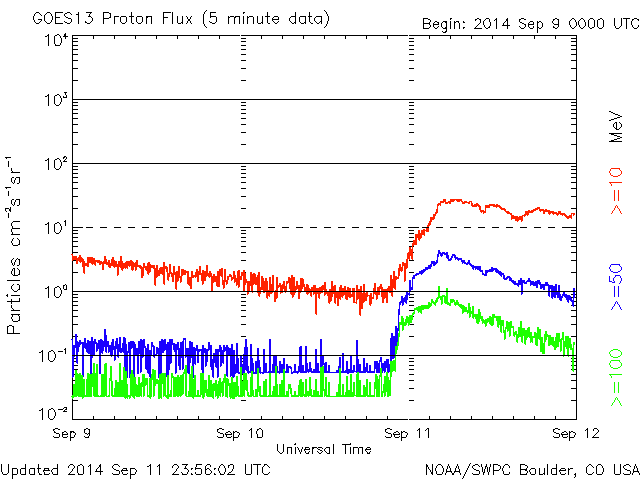 GOES13 Proton Flux (5 minute data)
Begin: 2014 Sep 9 0000 UTC
Particles cm⁻²s⁻¹sr⁻¹
10⁴
10³
10²
10¹
10⁰
10⁻¹
10⁻²
Sep 9 Sep 10 Sep 11 Sep 12
Universal Time
MeV
>=10
>=50
>=100
Updated 2014 Sep 11 23:56:02 UTC
NOAA/SWPC Boulder, CO USA